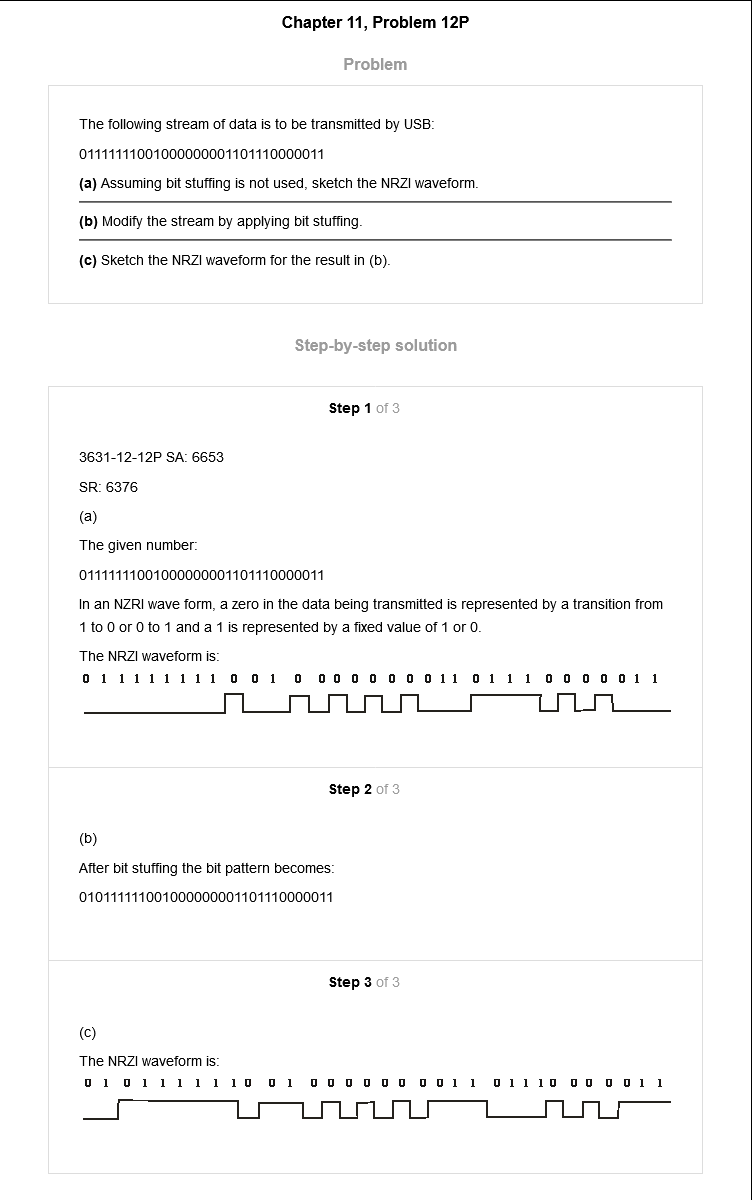 Chapter 11, Problem 12P
Problem
The following stream of data is to be transmitted by USB:
011111111001000000001101110000011
(a) Assuming bit stuffing is not used, sketch the NRZI waveform.
(b) Modify the stream by applying bit stuffing.
(c) Sketch the NRZI waveform for the result in (b).
Step-by-step solution
Step 1 of 3
3631-12-12P SA: 6653
SR: 6376
(a)
The given number:
011111111001000000001101110000011
In an NZRI wave form, a zero in the data being transmitted is represented by a transition from
1 to 0 or 0 to 1 and a 1 is represented by a fixed value of 1 or 0.
The NRZI waveform is:
0 1 1 1 1 1 1 1 1 0 0 1 0 0 0 0 0 0 0 0 1 1 0 1 1 1 0 0 0 0 0 1 1
Step 2 of 3
(b)
After bit stuffing the bit pattern becomes:
0101111111001000000001101110000011
Step 3 of 3
(c)
The NRZI waveform is:
0 1 0 1 1 1 1 1 1 1 0 0 1 0 0 0 0 0 0 0 0 1 1 0 1 1 1 0 0 0 0 0 1 1